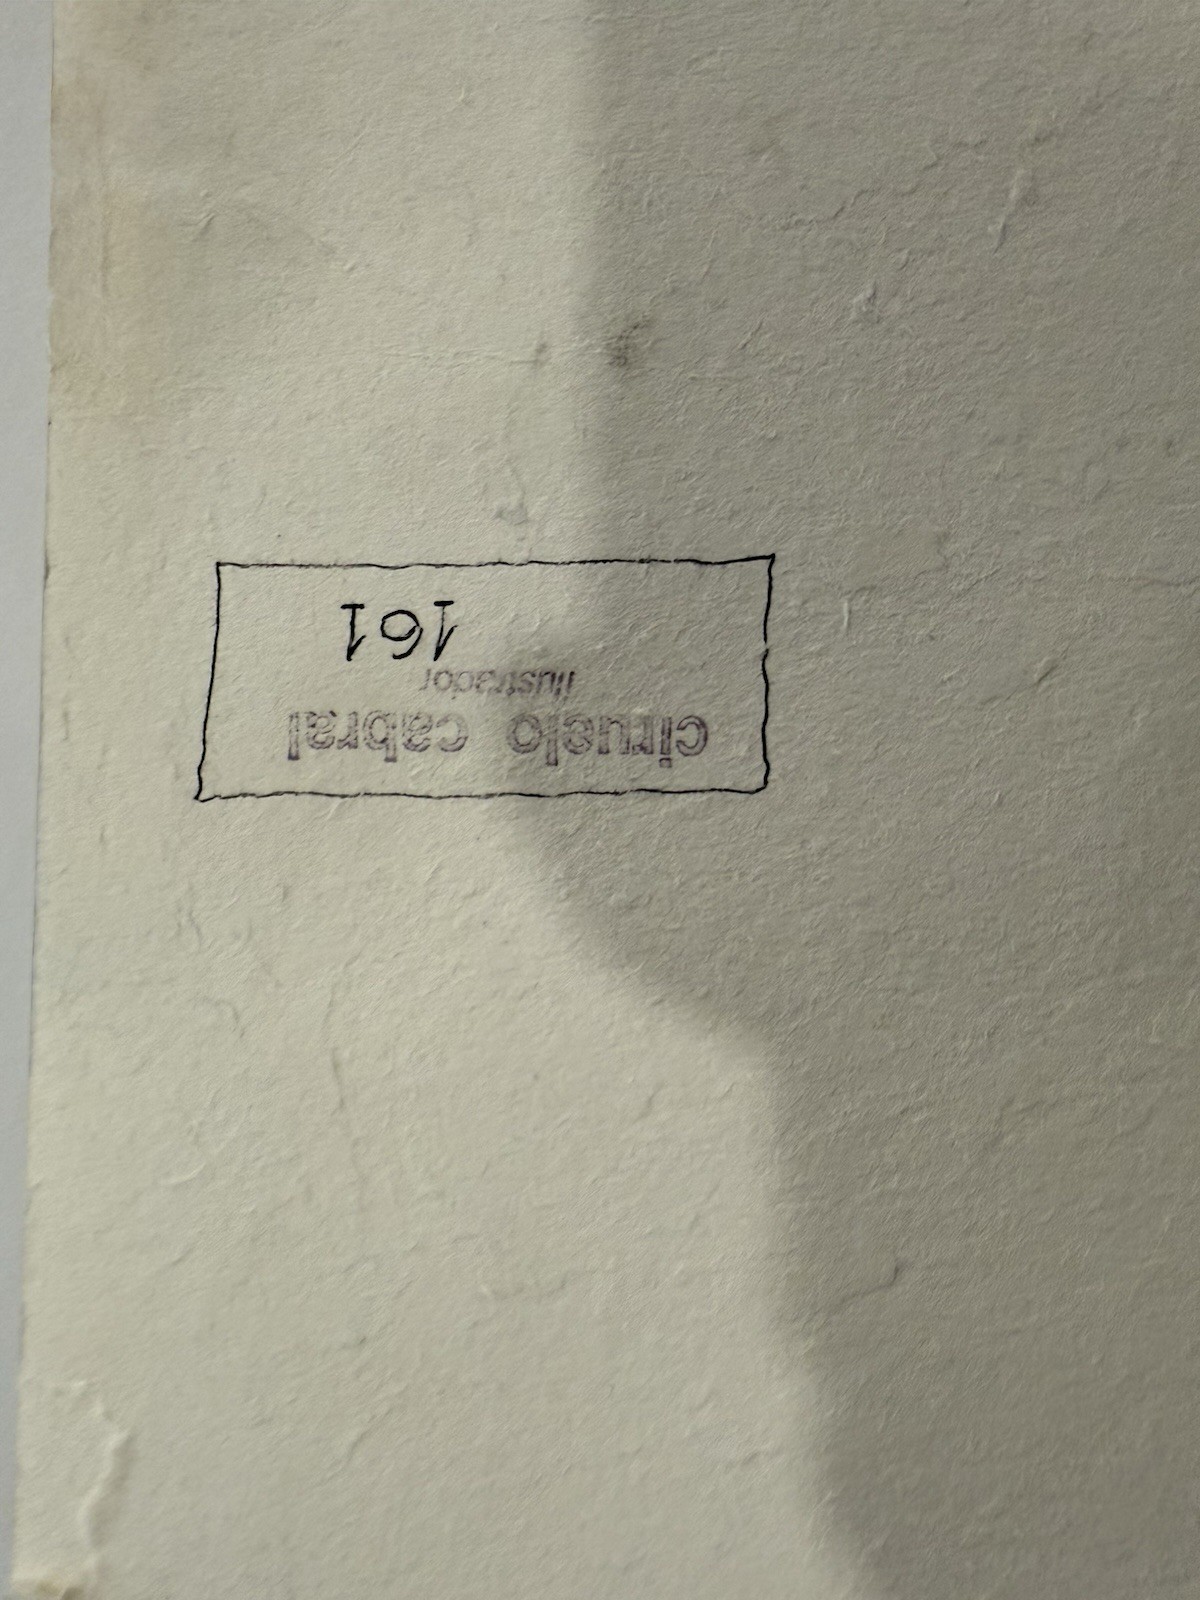 ciruelo cabral
ilustrador
161